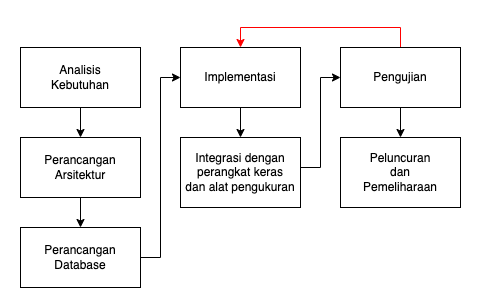 Analisis
Kebutuhan
Perancangan
Arsitektur
Perancangan
Database
Implementasi
Integrasi dengan
perangkat keras
dan alat pengukuran
Pengujian
Peluncuran
dan
Pemeliharaan